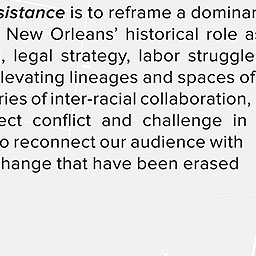 sistance is to reframe a dominan
New Orleans' historical role as
, legal strategy, labor struggle
levating lineages and spaces of
ries of inter-racial collaboration,
ect conflict and challenge in
o reconnect our audience with
hange that have been erased